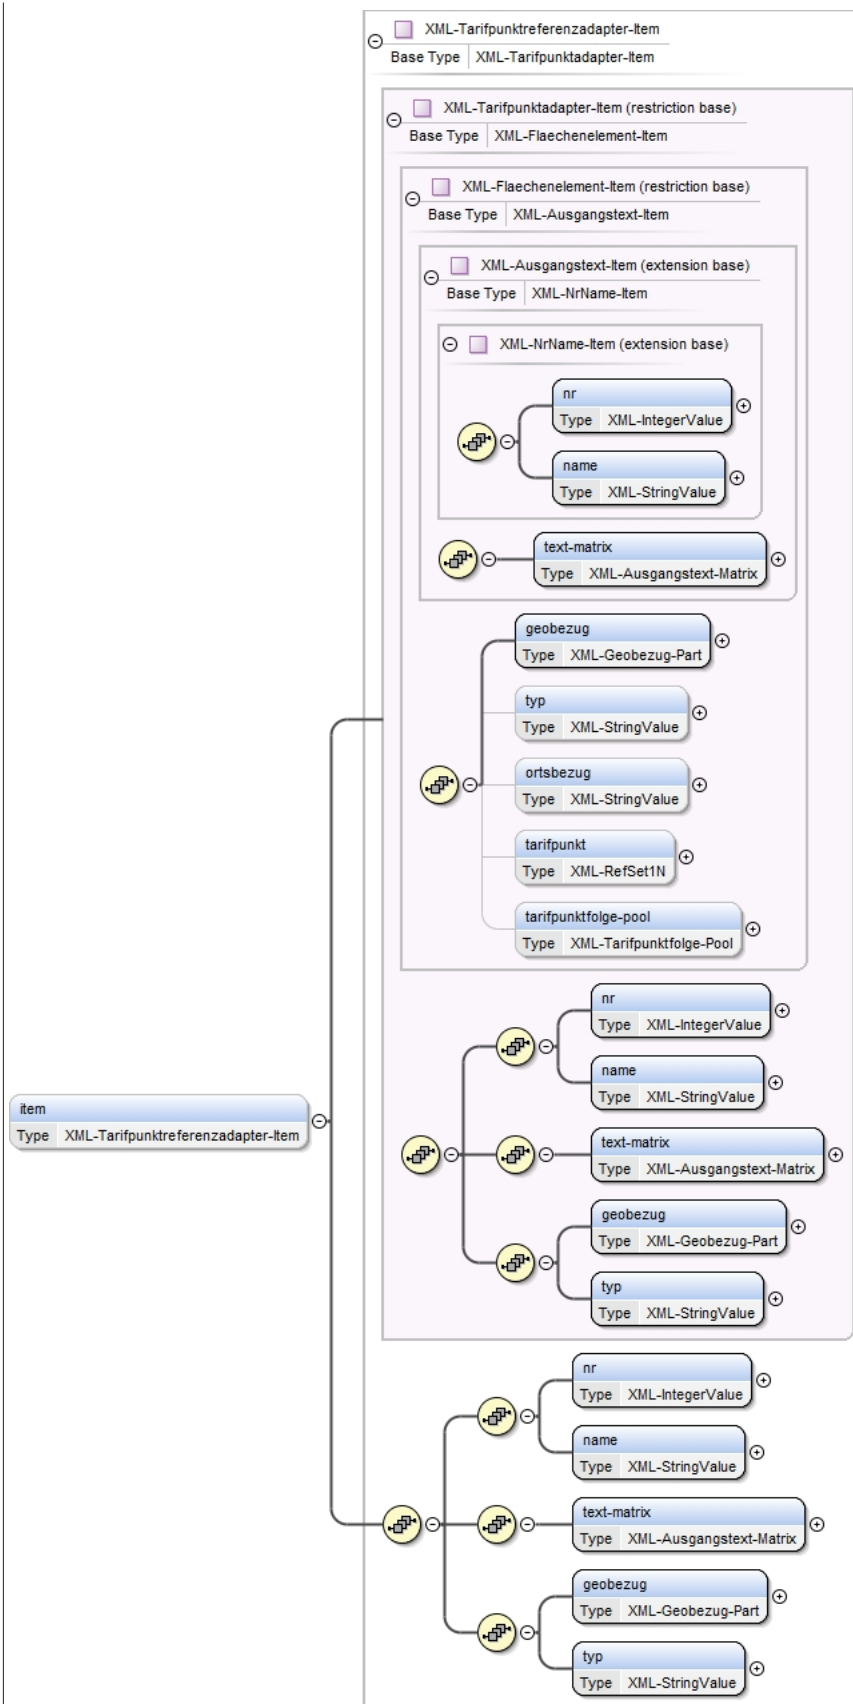 XML-Tarifpunktreferenzadapter-Item
Base Type XML-Tarifpunktadapter-Item
XML-Tarifpunktadapter-Item (restriction base)
Base Type XML-Flaechenelement-Item
XML-Flaechenelement-Item (restriction base)
Base Type XML-Ausgangstext-Item
XML-Ausgangstext-Item (extension base)
Base Type XML-NrName-Item
XML-NrName-Item (extension base)
nr
Type XML-IntegerValue
name
Type XML-StringValue
text-matrix
Type XML-Ausgangstext-Matrix
geobezug
Type XML-Geobezug-Part
typ
Type XML-StringValue
ortsbezug
Type XML-StringValue
tarifpunkt
Type XML-RefSet1N
tarifpunktfolge-pool
Type XML-Tarifpunktfolge-Pool
nr
Type XML-IntegerValue
name
Type XML-StringValue
item
Type XML-Tarifpunktreferenzadapter-Item
text-matrix
Type XML-Ausgangstext-Matrix
geobezug
Type XML-Geobezug-Part
typ
Type XML-StringValue
nr
Type XML-IntegerValue
name
Type XML-StringValue
text-matrix
Type XML-Ausgangstext-Matrix
geobezug
Type XML-Geobezug-Part
typ
Type XML-StringValue